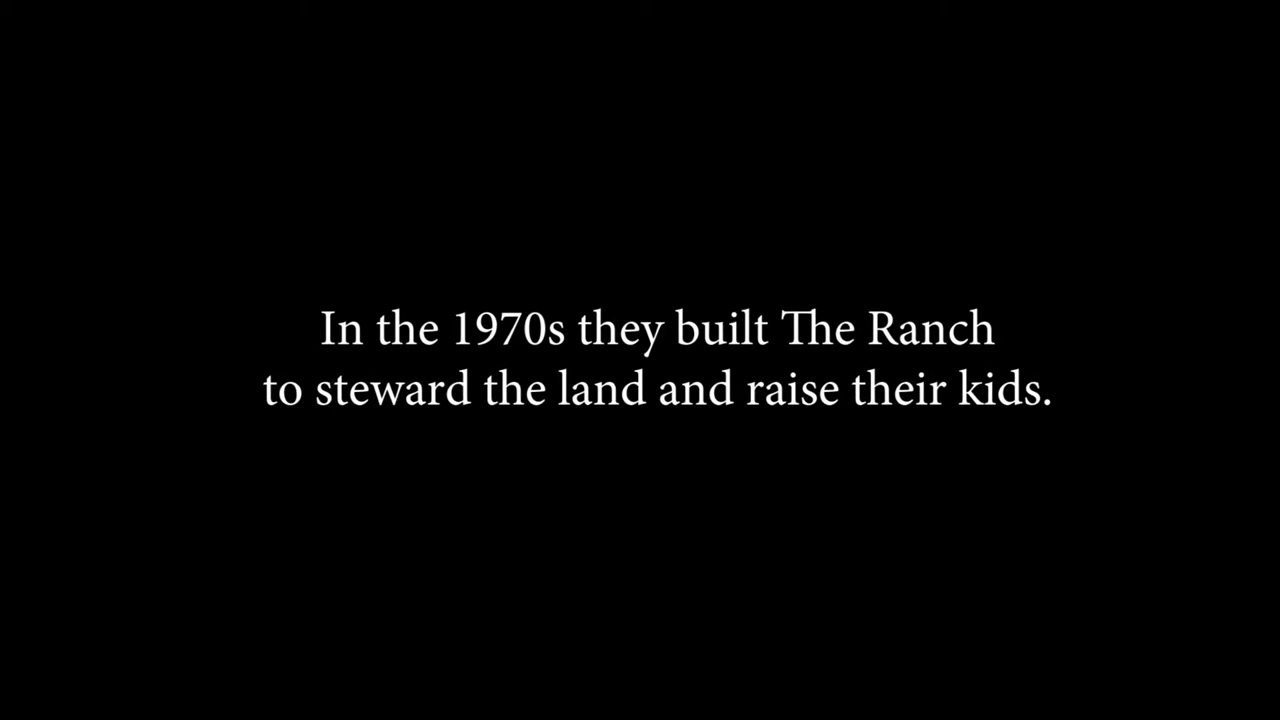 In the 1970s they built The Ranch
to steward the land and raise their kids.